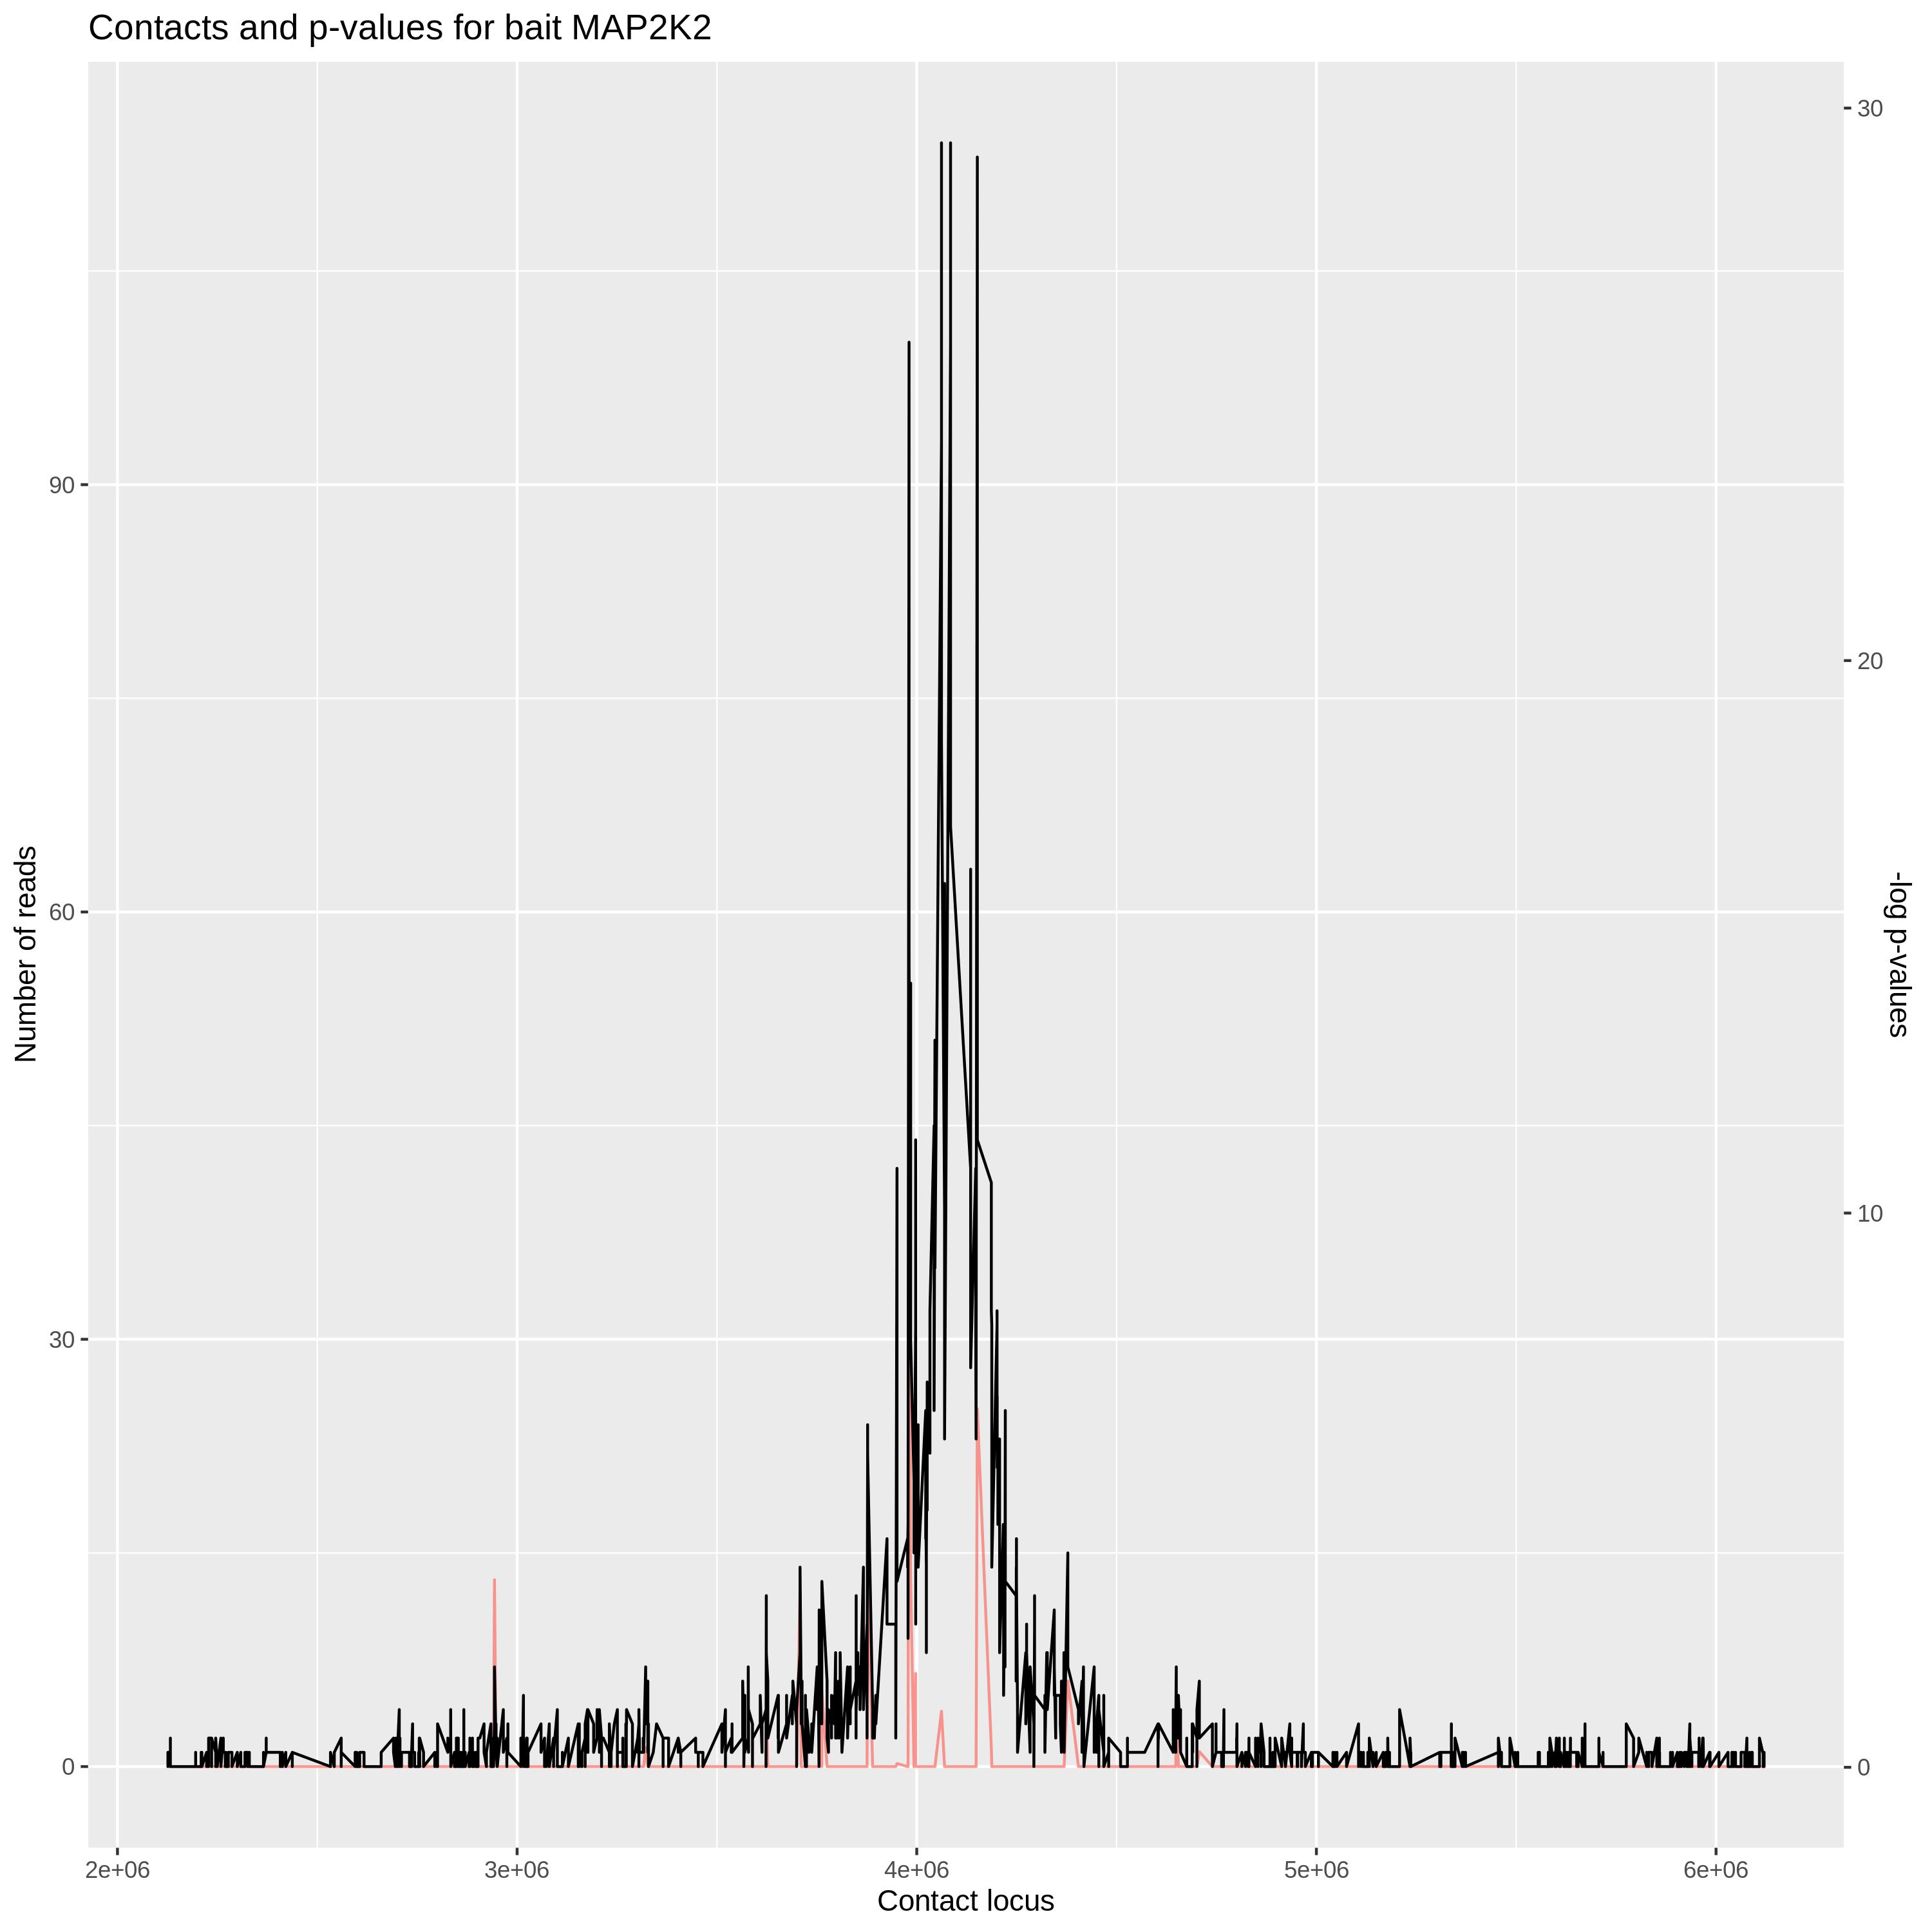 Contacts and p-values for bait MAP2K2
30
20
10
0
-log p-values
90
60
30
0
Number of reads
2e+06
3e+06
4e+06
5e+06
6e+06
Contact locus